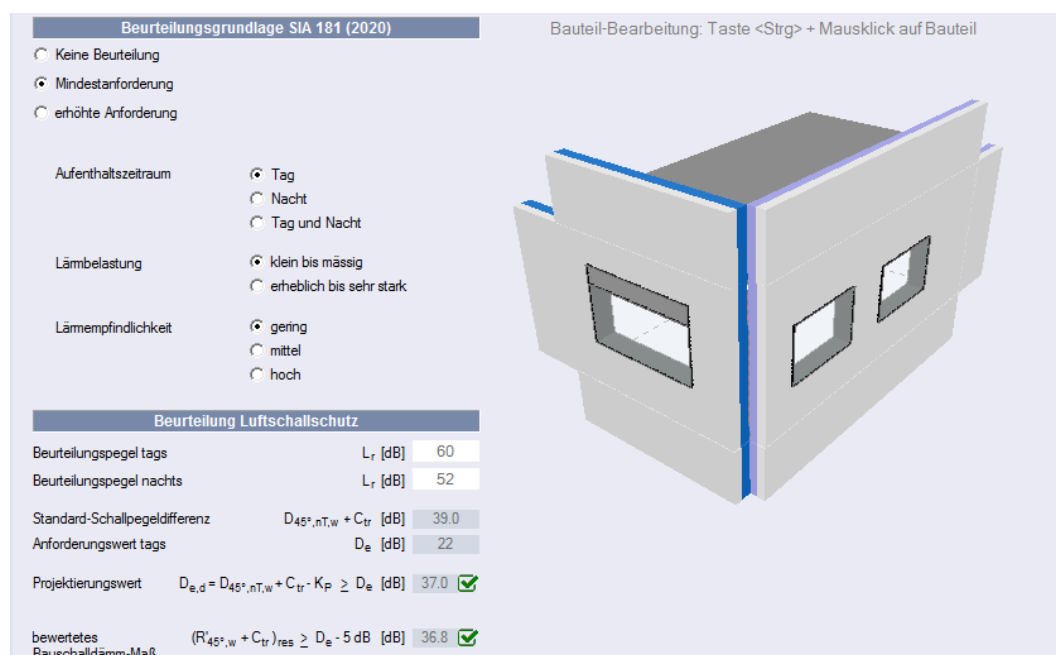 Beurteilungsgrundlage SIA 181 (2020)
Bauteil-Bearbeitung: Taste <Strg> + Mausklick auf Bauteil
Keine Beurteilung
Mindestanforderung
erhöhte Anforderung
Aufenthaltszeitraum
Tag
Nacht
Tag und Nacht
Lärmbelastung
klein bis mässig
erheblich bis sehr stark
Lärmempfindlichkeit
gering
mittel
hoch
Beurteilung Luftschallschutz
Beurteilungspegel tags Lr [dB] 60
Beurteilungspegel nachts Lr [dB] 52
Standard-Schallpegeldifferenz D45°,nT,w + Ctr [dB] 39.0
Anforderungswert tags De [dB] 22
Projektierungswert De,d = D45°,nT,w + Ctr - KP ≥ De [dB] 37.0
bewertetes (R'45°,w + Ctr)res ≥ De - 5 dB [dB] 36.8
Bauschalldämm-Maß